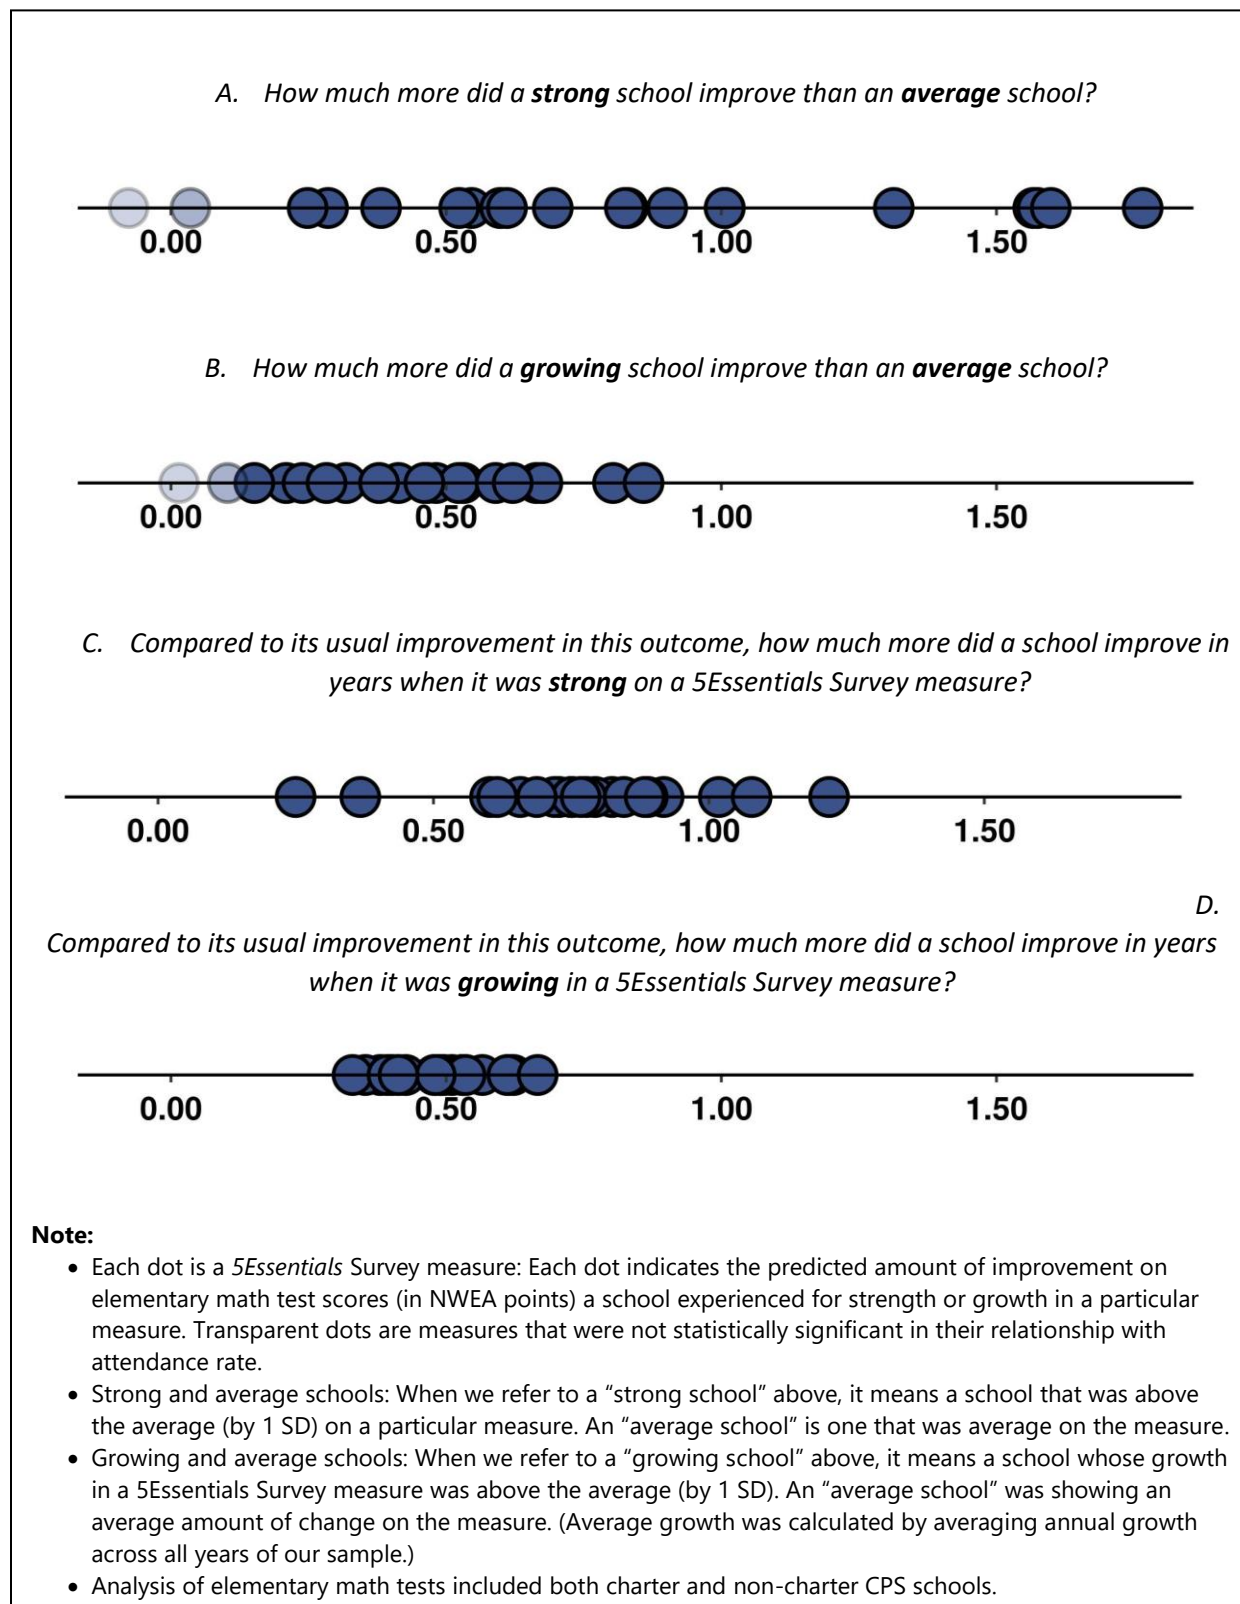 A. How much more did a strong school improve than an average school?
0.00 0.50 1.00 1.50
B. How much more did a growing school improve than an average school?
0.00 0.50 1.00 1.50
C. Compared to its usual improvement in this outcome, how much more did a school improve in
years when it was strong on a 5Essentials Survey measure?
0.00 0.50 1.00 1.50
D.
Compared to its usual improvement in this outcome, how much more did a school improve in years
when it was growing in a 5Essentials Survey measure?
0.00 0.50 1.00 1.50
Note:
• Each dot is a 5Essentials Survey measure: Each dot indicates the predicted amount of improvement on
elementary math test scores (in NWEA points) a school experienced for strength or growth in a particular
measure. Transparent dots are measures that were not statistically significant in their relationship with
attendance rate.
• Strong and average schools: When we refer to a “strong school” above, it means a school that was above
the average (by 1 SD) on a particular measure. An “average school” is one that was average on the measure.
• Growing and average schools: When we refer to a “growing school” above, it means a school whose growth
in a 5Essentials Survey measure was above the average (by 1 SD). An “average school” was showing an
average amount of change on the measure. (Average growth was calculated by averaging annual growth
across all years of our sample.)
• Analysis of elementary math tests included both charter and non-charter CPS schools.